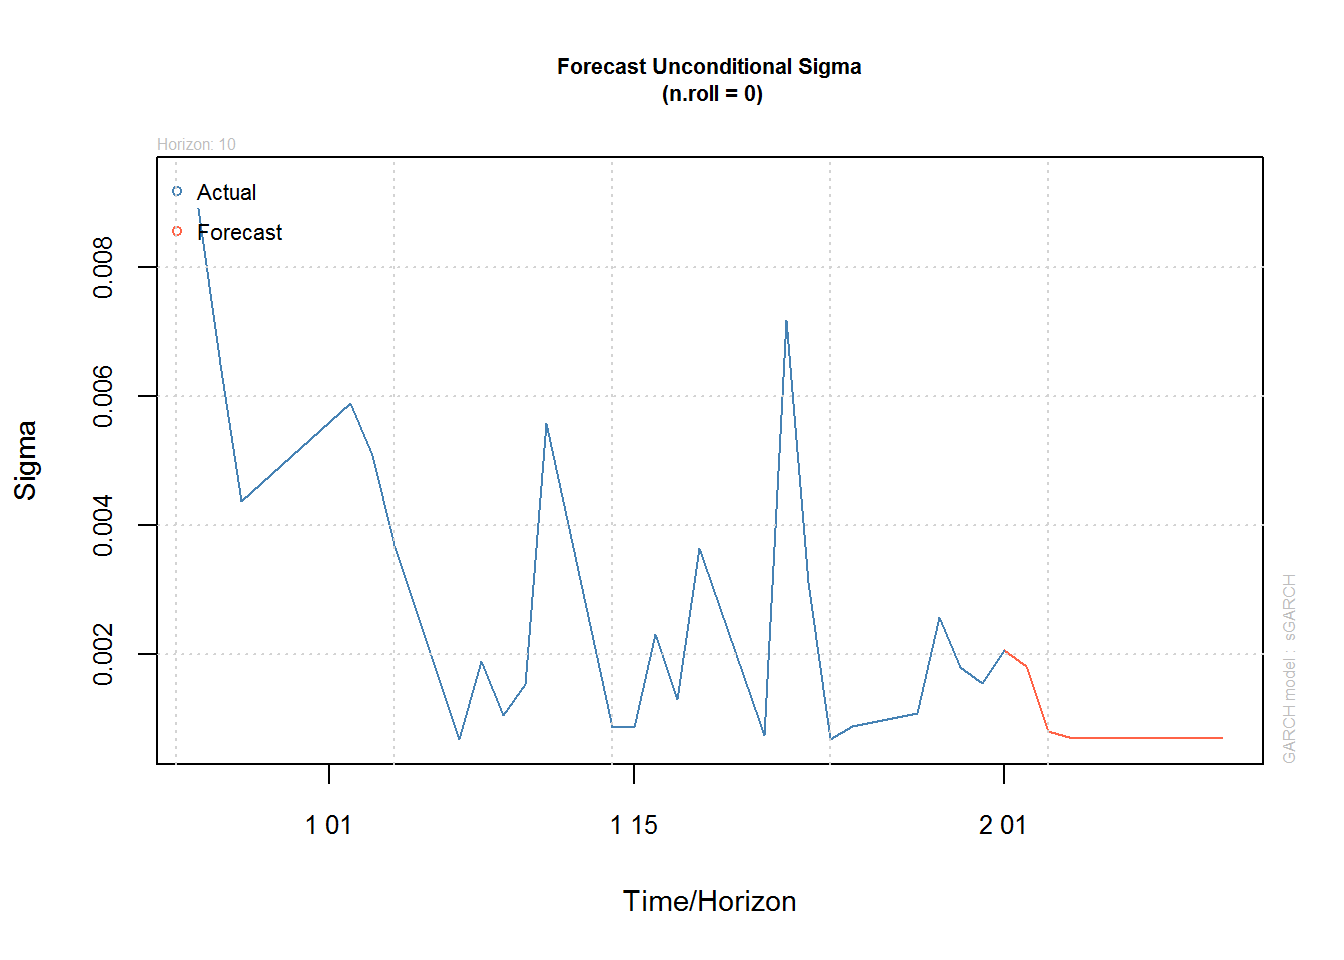 Forecast Unconditional Sigma
(n.roll = 0)
Horizon: 10
Actual
Forecast
0.008
0.006
0.004
0.002
Sigma
1 01
1 15
2 01
Time/Horizon
GARCH model : sGARCH